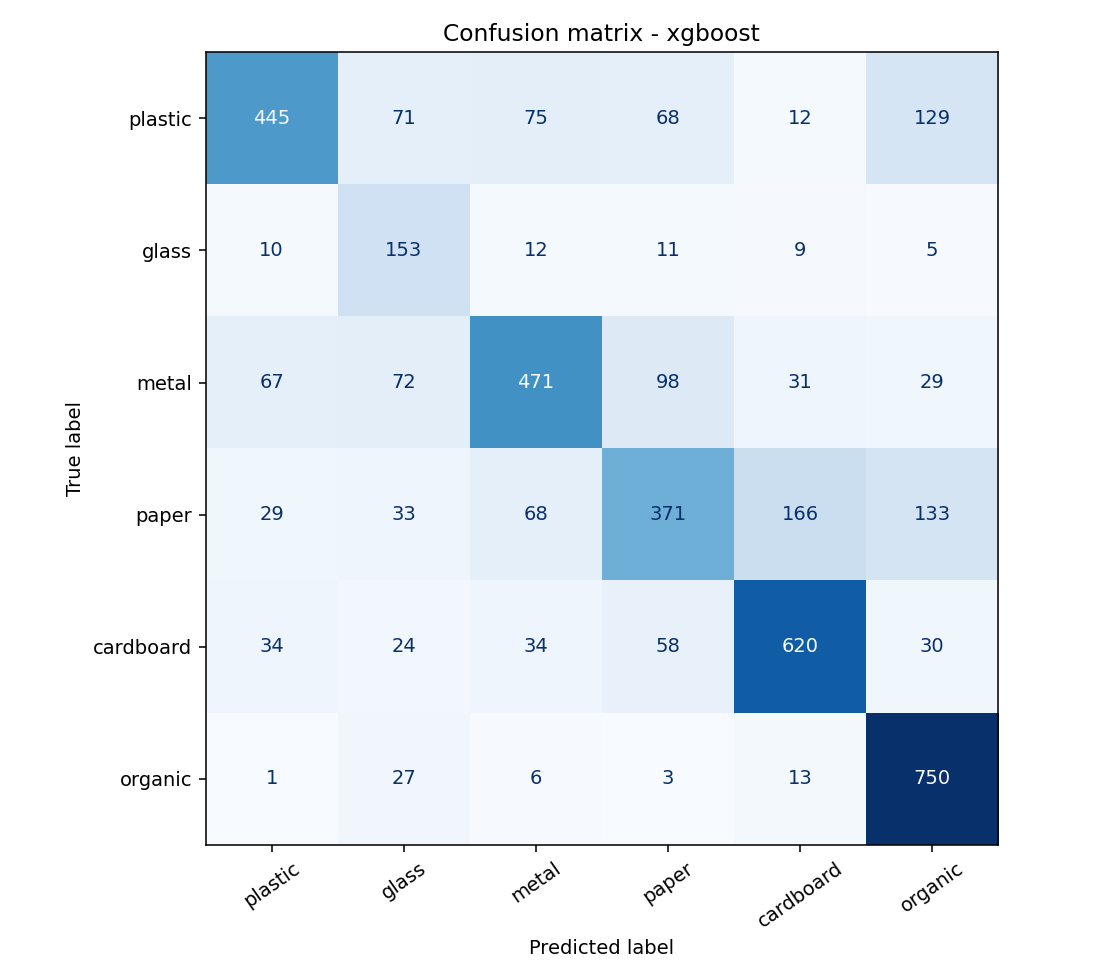 Confusion matrix - xgboost
plastic 445 71 75 68 12 129
glass 10 153 12 11 9 5
metal 67 72 471 98 31 29
True label
paper 29 33 68 371 166 133
cardboard 34 24 34 58 620 30
organic 1 27 6 3 13 750
plastic glass metal paper cardboard organic
Predicted label